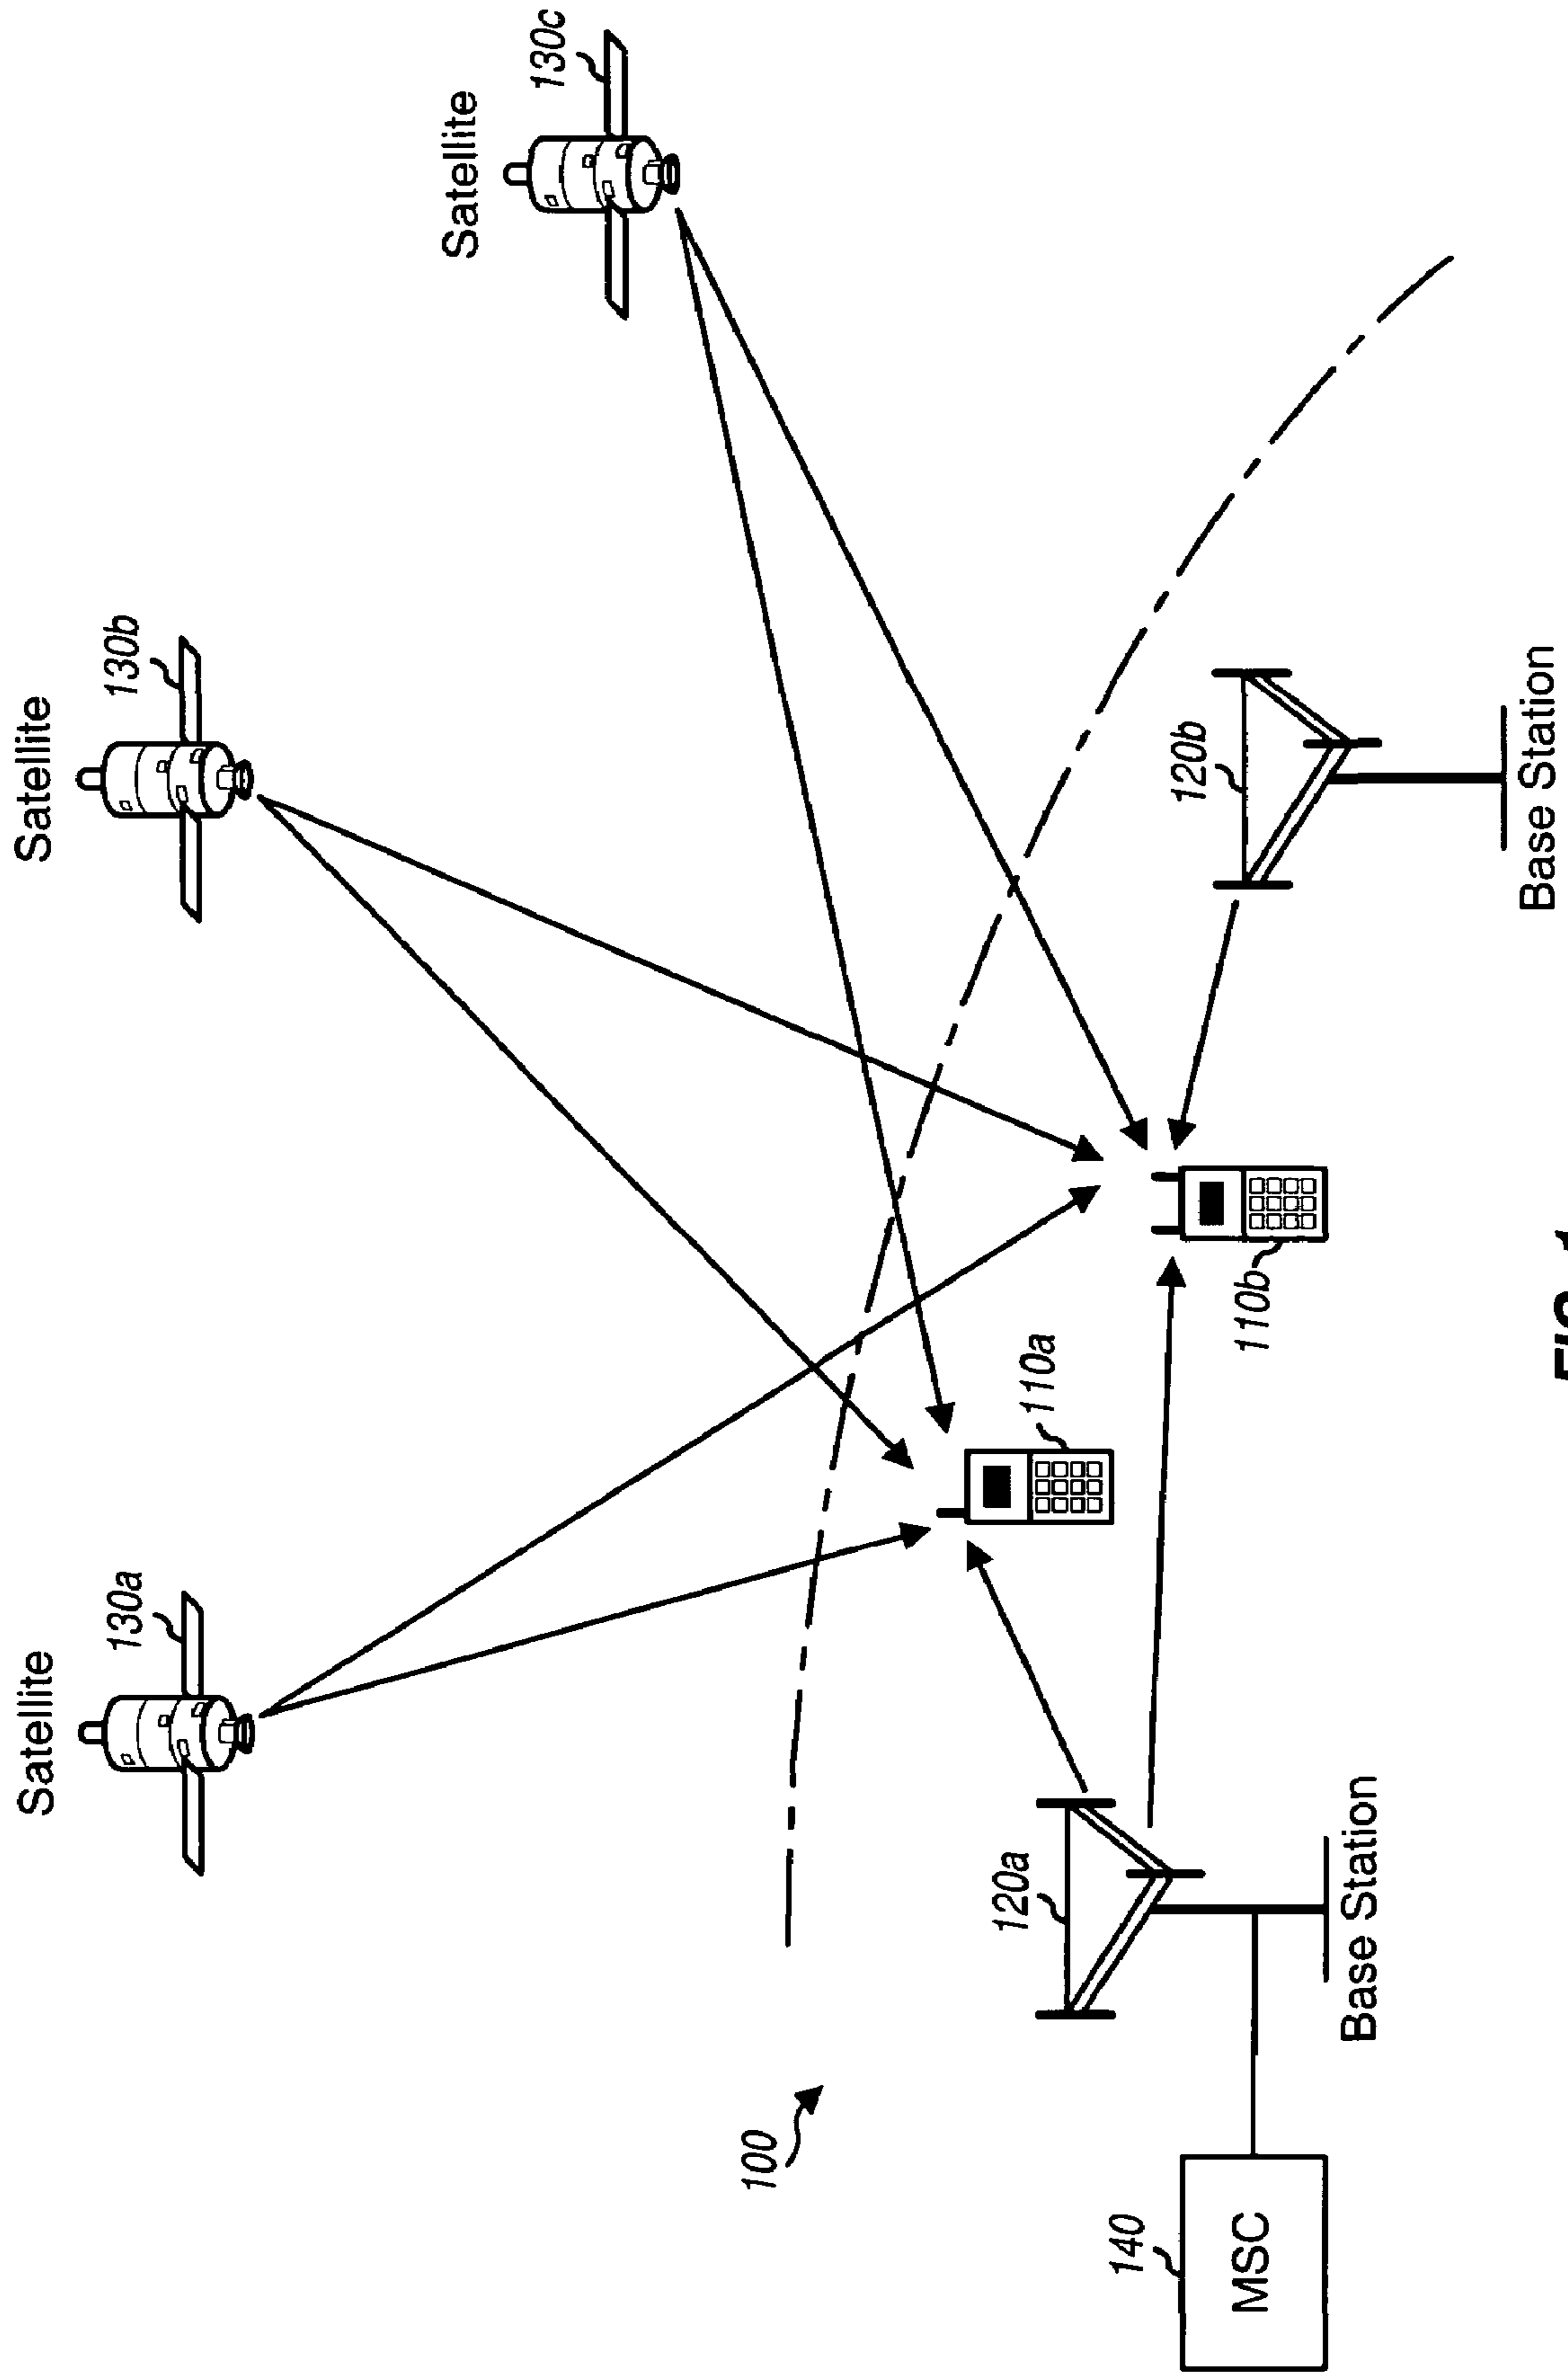 Satellite
130a
Satellite
130b
Satellite
130c
100
110a
110b
120a
Base Station
120b
Base Station
140
MSC